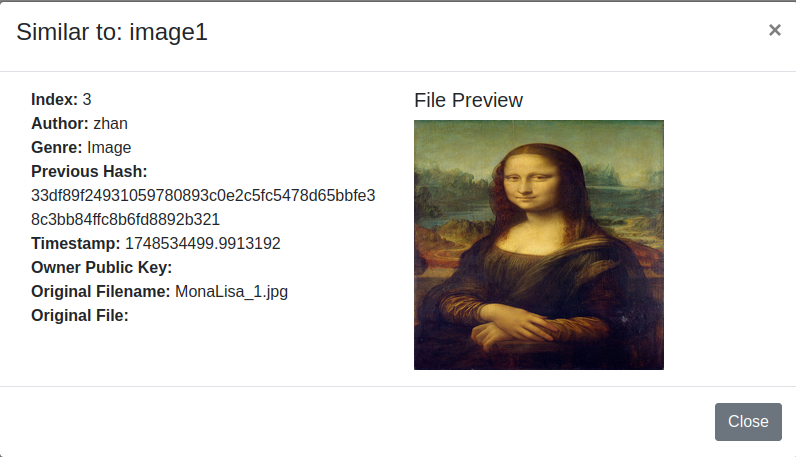 Similar to: image1
×
Index: 3
Author: zhan
Genre: Image
Previous Hash:
33df89f24931059780893c0e2c5fc5478d65bbfe3
8c3bb84ffc8b6fd8892b321
Timestamp: 1748534499.9913192
Owner Public Key:
Original Filename: MonaLisa_1.jpg
Original File:
File Preview
Close